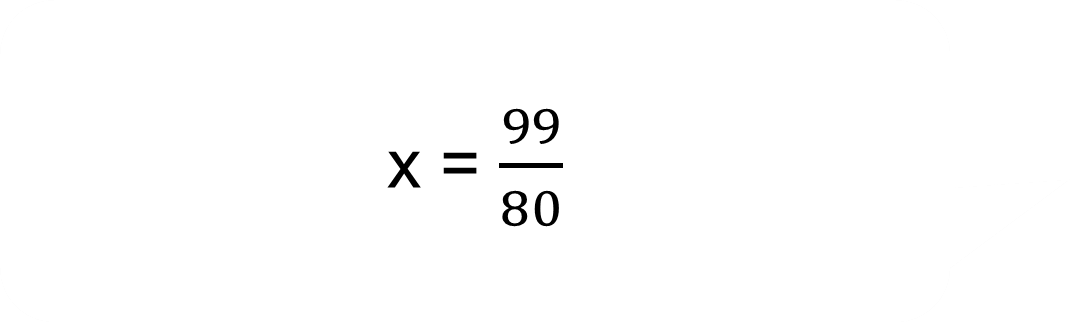 x = 99/80